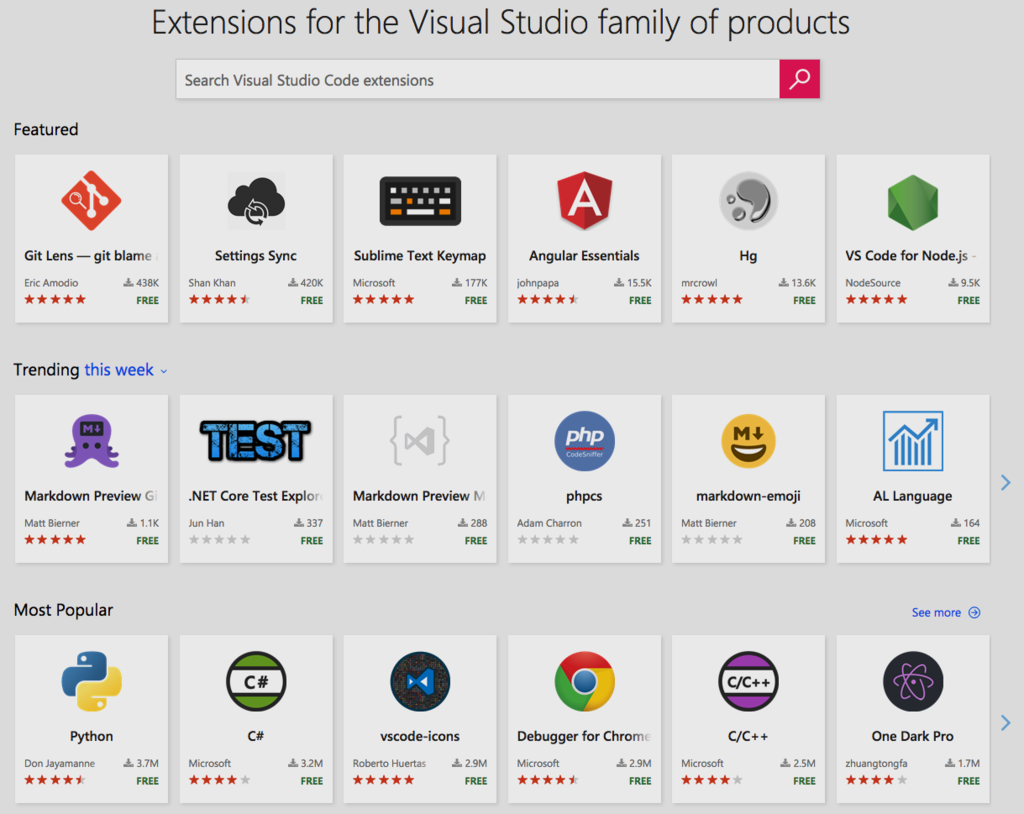 Extensions for the Visual Studio family of products
Search Visual Studio Code extensions
Featured
Git Lens — git blame
Eric Amodio 438K
FREE
Settings Sync
Shan Khan 420K
FREE
Sublime Text Keymap
Microsoft 177K
FREE
A
Angular Essentials
johnpapa 15.5K
FREE
Hg
mrcrowl 13.6K
FREE
VS Code for Node.js -
NodeSource 9.5K
FREE
Trending this week
M↓
Markdown Preview Gi
Matt Bierner 1.1K
FREE
TEST
.NET Core Test Explor
Jun Han 337
FREE
Markdown Preview M
Matt Bierner 288
FREE
php
CodeSniffer
phpcs
Adam Charron 251
FREE
M↓
markdown-emoji
Matt Bierner 208
FREE
AL Language
Microsoft 164
FREE
Most Popular
See more
Python
Don Jayamanne 3.7M
FREE
C#
C#
Microsoft 3.2M
FREE
vscode-icons
Roberto Huertas 2.9M
FREE
Debugger for Chrome
Microsoft 2.9M
FREE
C/C++
C/C++
Microsoft 2.5M
FREE
One Dark Pro
zhuangtongfa 1.7M
FREE